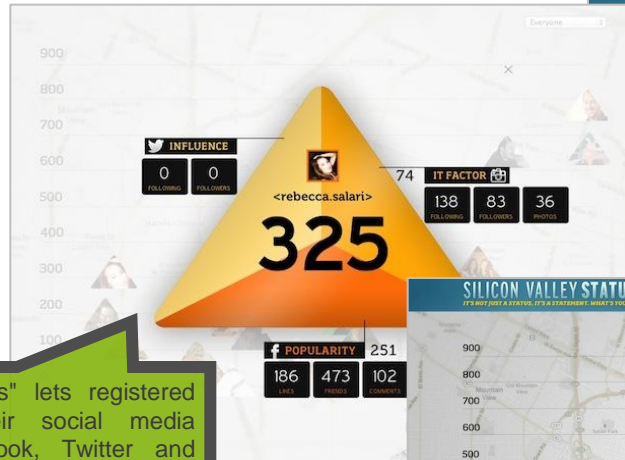 Everyone
900
800
700
600
500
400
300
200
100
INFLUENCE
0 0
FOLLOWING FOLLOWERS
<rebecca.salari>
325
74 IT FACTOR
138 83 36
FOLLOWING FOLLOWERS PHOTOS
f POPULARITY 251
186 473 102
LIKES FRIENDS COMMENTS
s" lets registered
eir social media
ook, Twitter and
SILICON VALLEY STATU
IT'S NOT JUST A STATUS, IT'S A STATEMENT. WHAT'S YOU
900
800
700
600
500
Mountain
View